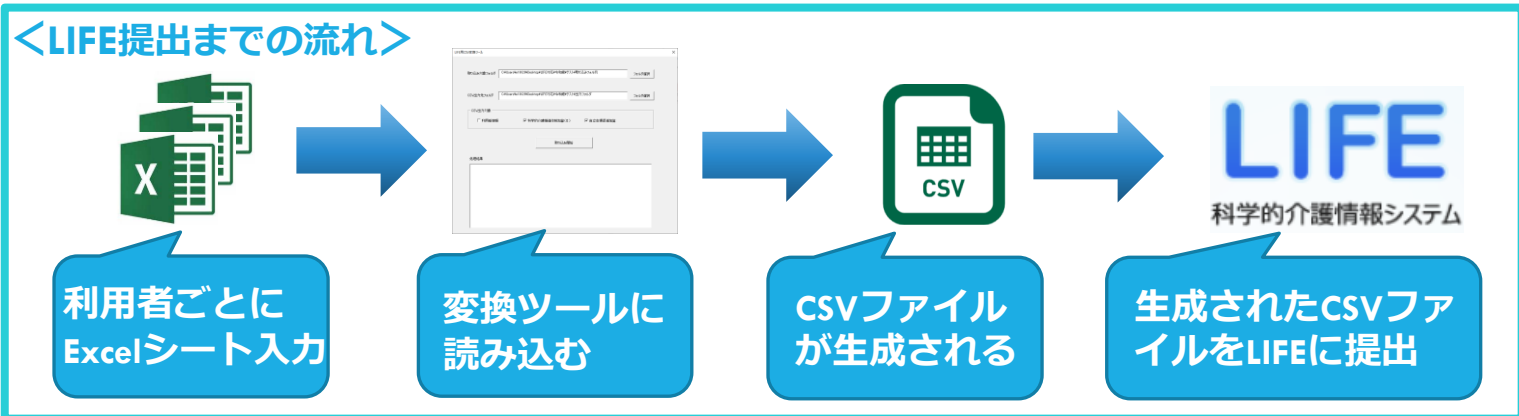 ＜LIFE提出までの流れ＞
X
CSV
LIFE
科学的介護情報システム
利用者ごとに
Excelシート入力
変換ツールに
読み込む
CSVファイル
が生成される
生成されたCSVファ
イルをLIFEに提出